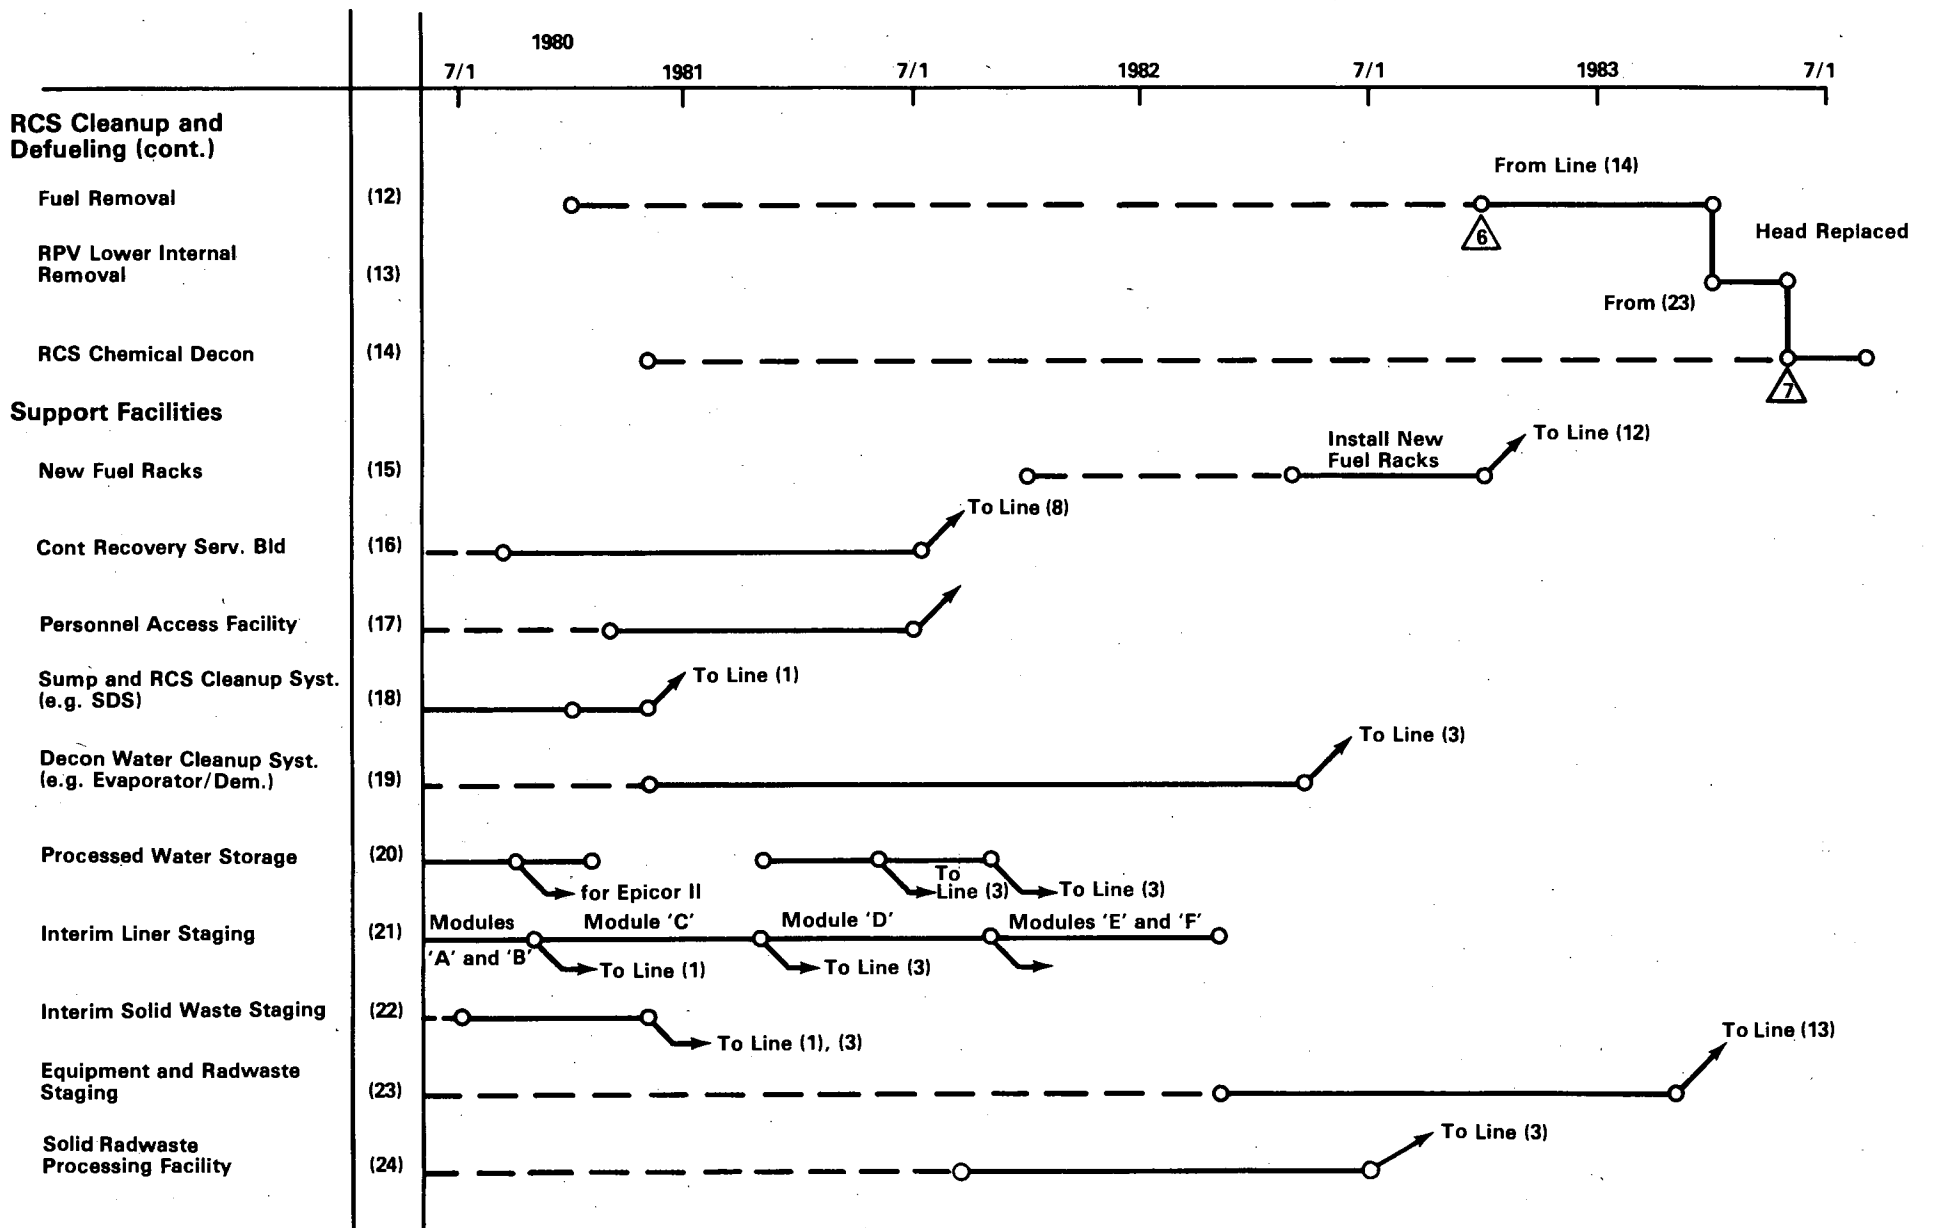 1980
7/1 1981 7/1 1982 7/1 1983 7/1
RCS Cleanup and
Defueling (cont.)
From Line (14)
Fuel Removal (12)
6
Head Replaced
RPV Lower Internal
Removal (13)
From (23)
RCS Chemical Decon (14)
7
Support Facilities
Install New
Fuel Racks
To Line (12)
New Fuel Racks (15)
To Line (8)
Cont Recovery Serv. Bld (16)
Personnel Access Facility (17)
Sump and RCS Cleanup Syst.
(e.g. SDS) (18)
To Line (1)
Decon Water Cleanup Syst.
(e.g. Evaporator/Dem.) (19)
To Line (3)
Processed Water Storage (20)
for Epicor II
To
Line (3)
To Line (3)
Interim Liner Staging (21)
Modules
'A' and 'B'
Module 'C'
Module 'D'
Modules 'E' and 'F'
To Line (1)
To Line (3)
Interim Solid Waste Staging (22)
To Line (1), (3)
Equipment and Radwaste
Staging (23)
To Line (13)
Solid Radwaste
Processing Facility (24)
To Line (3)